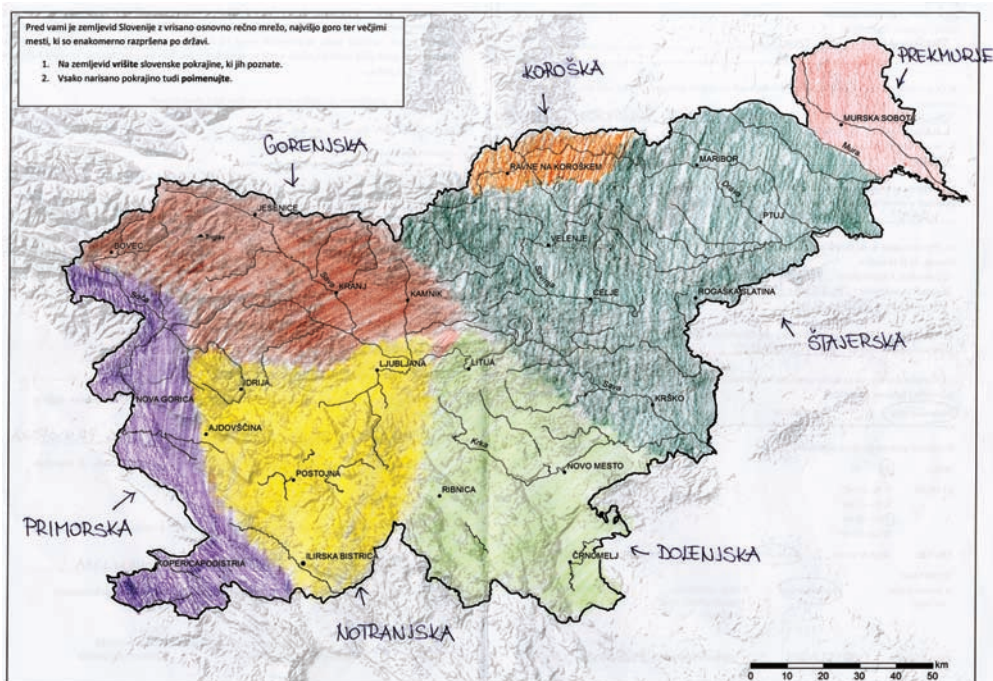 Pred vami je zemljevid Slovenije z vrisano osnovno rečno mrežo, najvišjo goro ter večjimi
mesti, ki so enakomerno razpršena po državi.
1. Na zemljevid vrišite slovenske pokrajine, ki jih poznate.
2. Vsako narisano pokrajino tudi poimenujte.
PREKMURJE
KOROŠKA
MURSKA SOBOTA
GORENJSKA
Mura
RAVNE NA KOROŠKEM
MARIBOR
Drava
JESENICE
PTUJ
Triglav
BOVEC
VELENJE
Savinja
Sava
KRANJ
KAMNIK
CELJE
ROGAŠKA SLATINA
Soča
ŠTAJERSKA
LJUBLJANA
LITIJA
IDRIJA
Sava
NOVA GORICA
KRŠKO
AJDOVŠČINA
Krka
POSTOJNA
NOVO MESTO
RIBNICA
PRIMORSKA
ILIRSKA BISTRICA
ČRNOMELJ
DOLENJSKA
KOPER/CAPODISTRIA
NOTRANJSKA
km
0 10 20 30 40 50